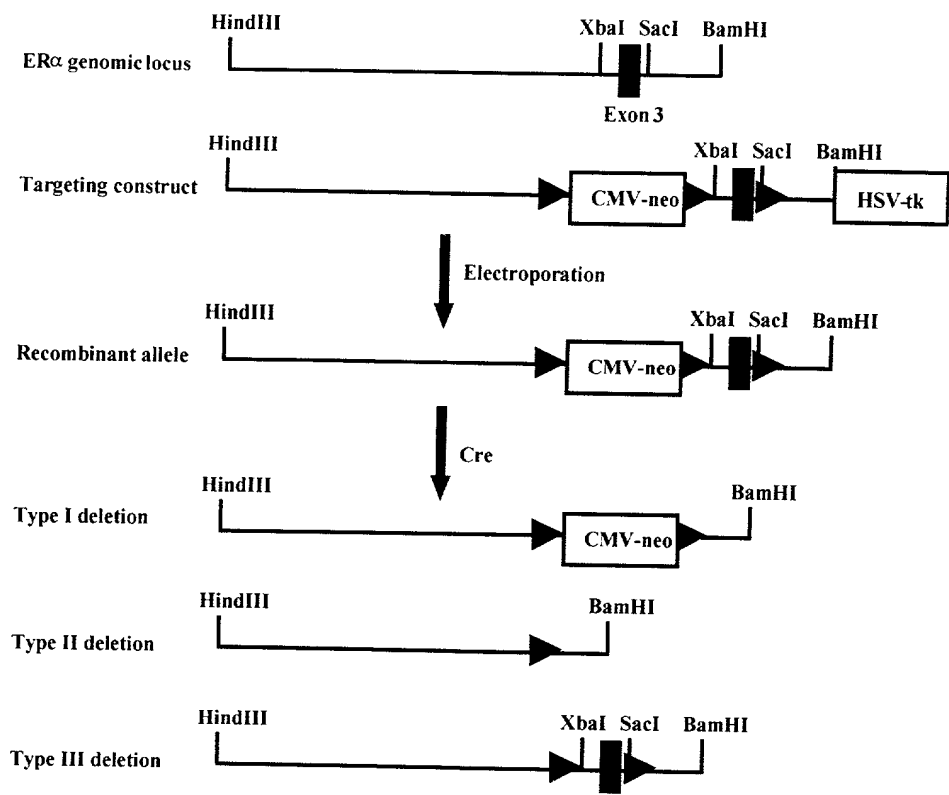 HindIII
XbaI SacI BamHI
ERα genomic locus
Exon 3
HindIII
XbaI SacI BamHI
Targeting construct
CMV-neo
HSV-tk
Electroporation
HindIII
XbaI SacI BamHI
Recombinant allele
CMV-neo
Cre
HindIII
BamHI
Type I deletion
CMV-neo
HindIII
BamHI
Type II deletion
HindIII
XbaI SacI BamHI
Type III deletion